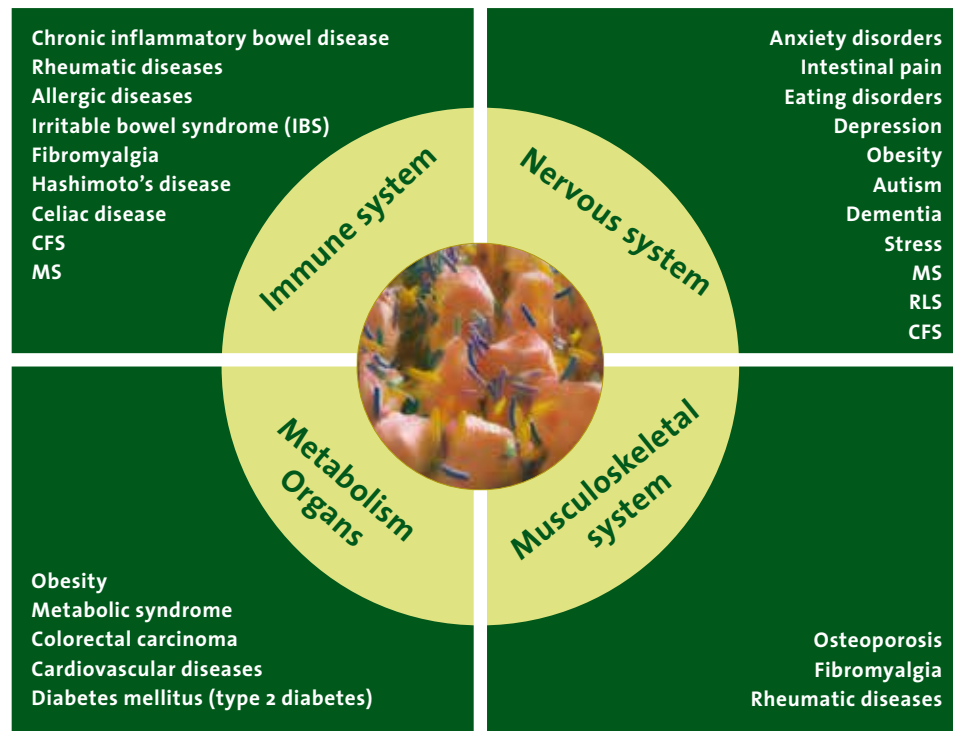 Chronic inflammatory bowel disease
Rheumatic diseases
Allergic diseases
Irritable bowel syndrome (IBS)
Fibromyalgia
Hashimoto's disease
Celiac disease
CFS
MS
Immune system
Anxiety disorders
Intestinal pain
Eating disorders
Depression
Obesity
Autism
Dementia
Stress
MS
RLS
CFS
Nervous system
Metabolism
Organs
Obesity
Metabolic syndrome
Colorectal carcinoma
Cardiovascular diseases
Diabetes mellitus (type 2 diabetes)
Musculoskeletal
system
Osteoporosis
Fibromyalgia
Rheumatic diseases